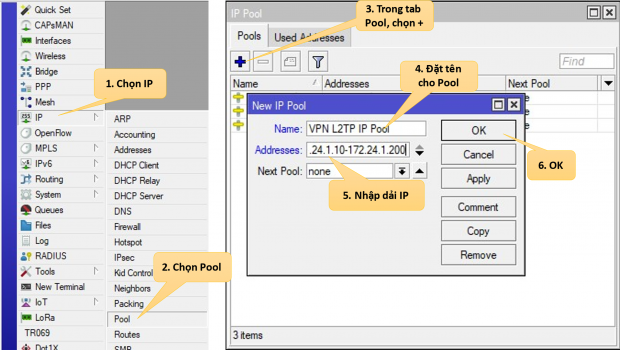 Quick Set
CAPsMAN
Interfaces
Wireless
Bridge
PPP
Mesh
IP
OpenFlow
MPLS
IPv6
Routing
System
Queues
Files
Log
RADIUS
Tools
New Terminal
IoT
LoRa
TR069
Dot1X
1. Chọn IP
ARP
Accounting
Addresses
DHCP Client
DHCP Relay
DHCP Server
DNS
Firewall
Hotspot
IPsec
Kid Control
Neighbors
Packing
Pool
Routes
SMB
2. Chọn Pool
IP Pool
3. Trong tab
Pool, chọn +
Pools
Used Addresses
Find
Name
Addresses
Next Pool
4. Đặt tên
cho Pool
New IP Pool
Name: VPN L2TP IP Pool
Addresses: .24.1.10-172.24.1.200
Next Pool: none
5. Nhập dải IP
OK
Cancel
Apply
Comment
Copy
Remove
6. OK
3 items